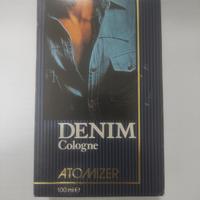 DENIM
Cologne
ATOMIZER
100 ml e